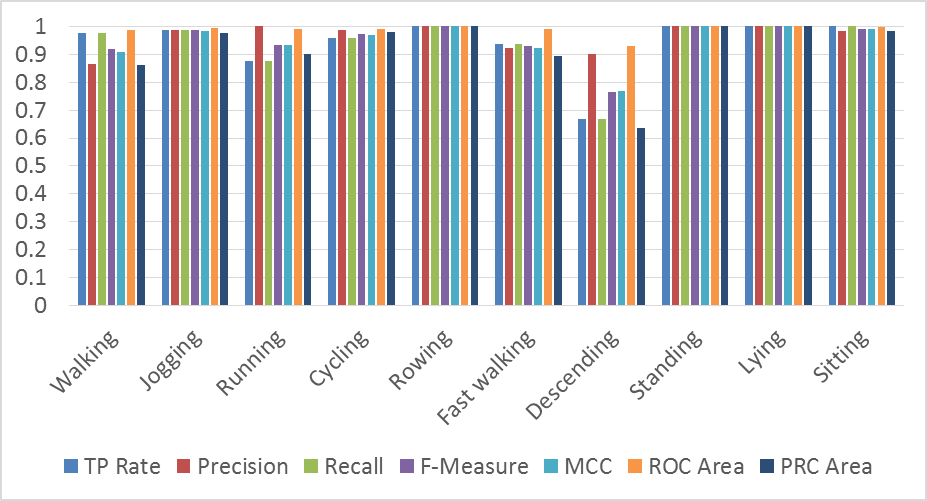 1
0.9
0.8
0.7
0.6
0.5
0.4
0.3
0.2
0.1
0
Walking
Jogging
Running
Cycling
Rowing
Fast walking
Descending
Standing
Lying
Sitting
TP Rate Precision Recall F-Measure MCC ROC Area PRC Area